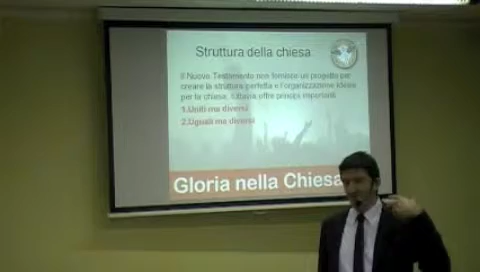 Struttura della chiesa
Il Nuovo Testamento non fornisce un progetto per
creare la struttura perfetta e l'organizzazione ideale
per la chiesa, tuttavia offre principi importanti
1.Uniti ma diversi
2.Uguali ma diversi
Gloria nella Chiesa